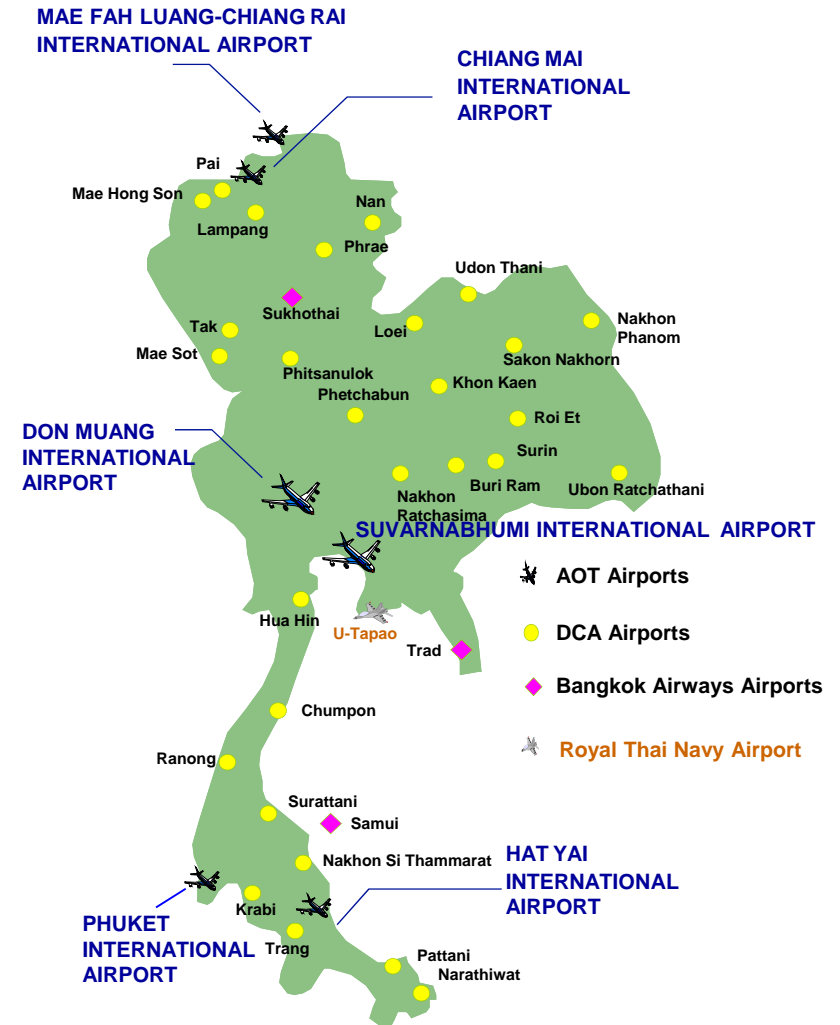 MAE FAH LUANG-CHIANG RAI
INTERNATIONAL AIRPORT
CHIANG MAI
INTERNATIONAL
AIRPORT
Pai
Mae Hong Son
Lampang
Nan
Phrae
Udon Thani
Sukhothai
Loei
Nakhon
Phanom
Tak
Mae Sot
Sakon Nakhorn
Phitsanulok
Khon Kaen
Phetchabun
Roi Et
DON MUANG
INTERNATIONAL
AIRPORT
Surin
Buri Ram
Ubon Ratchathani
Nakhon
Ratchasima
SUVARNABHUMI INTERNATIONAL AIRPORT
AOT Airports
Hua Hin
U-Tapao
DCA Airports
Trad
Bangkok Airways Airports
Chumpon
Royal Thai Navy Airport
Ranong
Surattani
Samui
Nakhon Si Thammarat
HAT YAI
INTERNATIONAL
AIRPORT
Krabi
PHUKET
INTERNATIONAL
AIRPORT
Trang
Pattani
Narathiwat